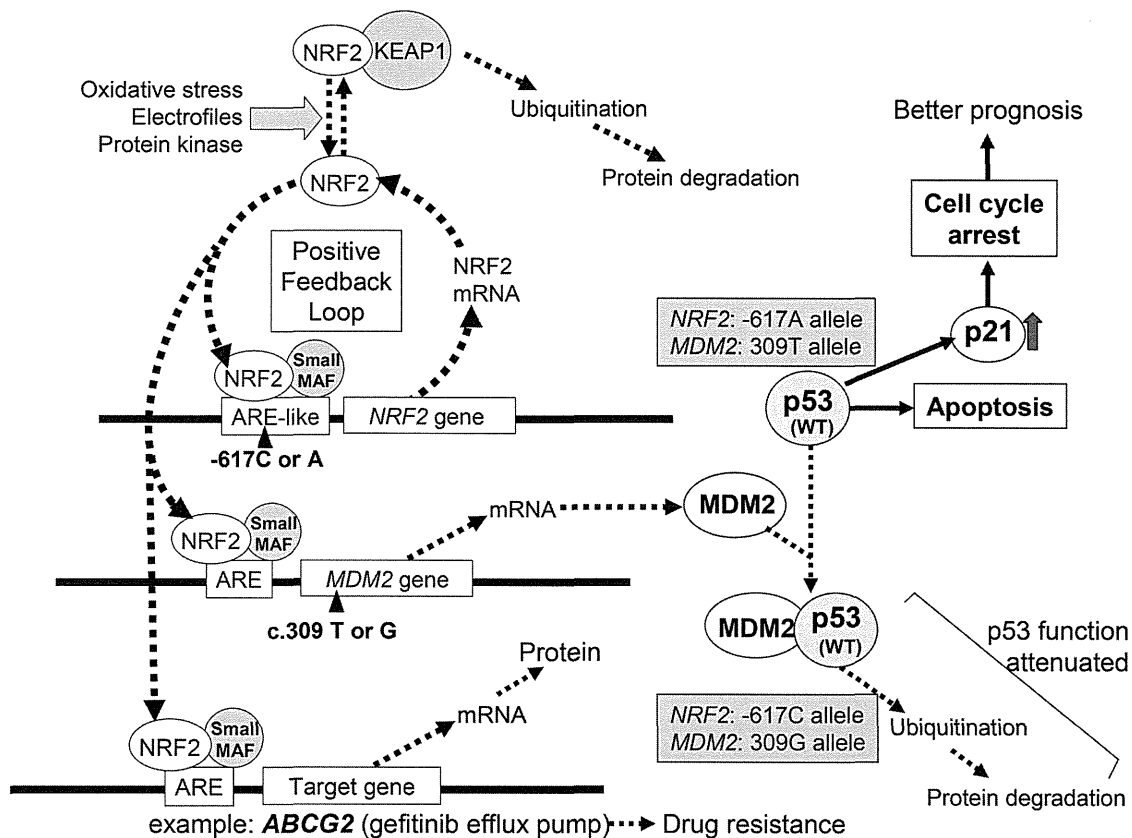 NRF2
KEAP1
Oxidative stress
Electrofiles
Protein kinase
Ubiquitination
Protein degradation
NRF2
Positive
Feedback
Loop
NRF2
mRNA
NRF2
Small
MAF
ARE-like
NRF2 gene
-617C or A
NRF2
Small
MAF
ARE
MDM2 gene
c.309 T or G
mRNA
MDM2
NRF2
Small
MAF
ARE
Target gene
mRNA
Protein
example: ABCG2 (gefitinib efflux pump) Drug resistance
Better prognosis
Cell cycle
arrest
p21
NRF2: -617A allele
MDM2: 309T allele
p53
(WT)
Apoptosis
MDM2
p53
(WT)
p53 function
attenuated
NRF2: -617C allele
MDM2: 309G allele
Ubiquitination
Protein degradation